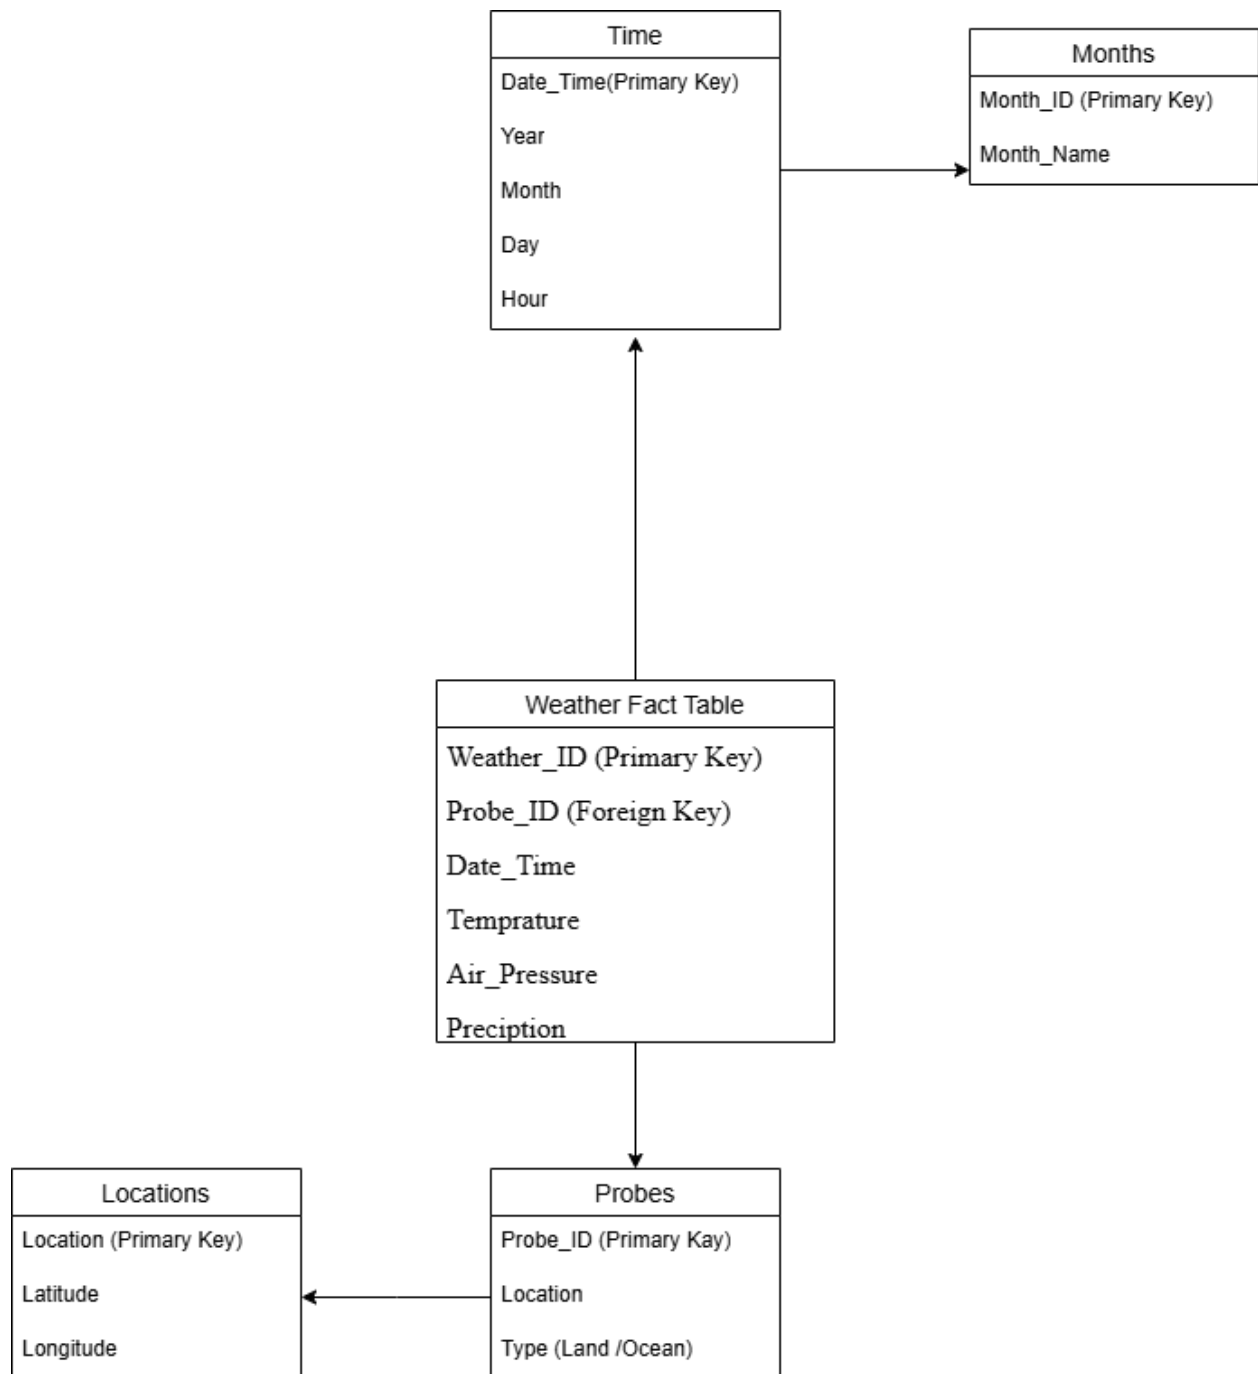 Time
Date_Time(Primary Key)
Year
Month
Day
Hour
Months
Month_ID (Primary Key)
Month_Name
Weather Fact Table
Weather_ID (Primary Key)
Probe_ID (Foreign Key)
Date_Time
Temprature
Air_Pressure
Preciption
Locations
Location (Primary Key)
Latitude
Longitude
Probes
Probe_ID (Primary Kay)
Location
Type (Land /Ocean)